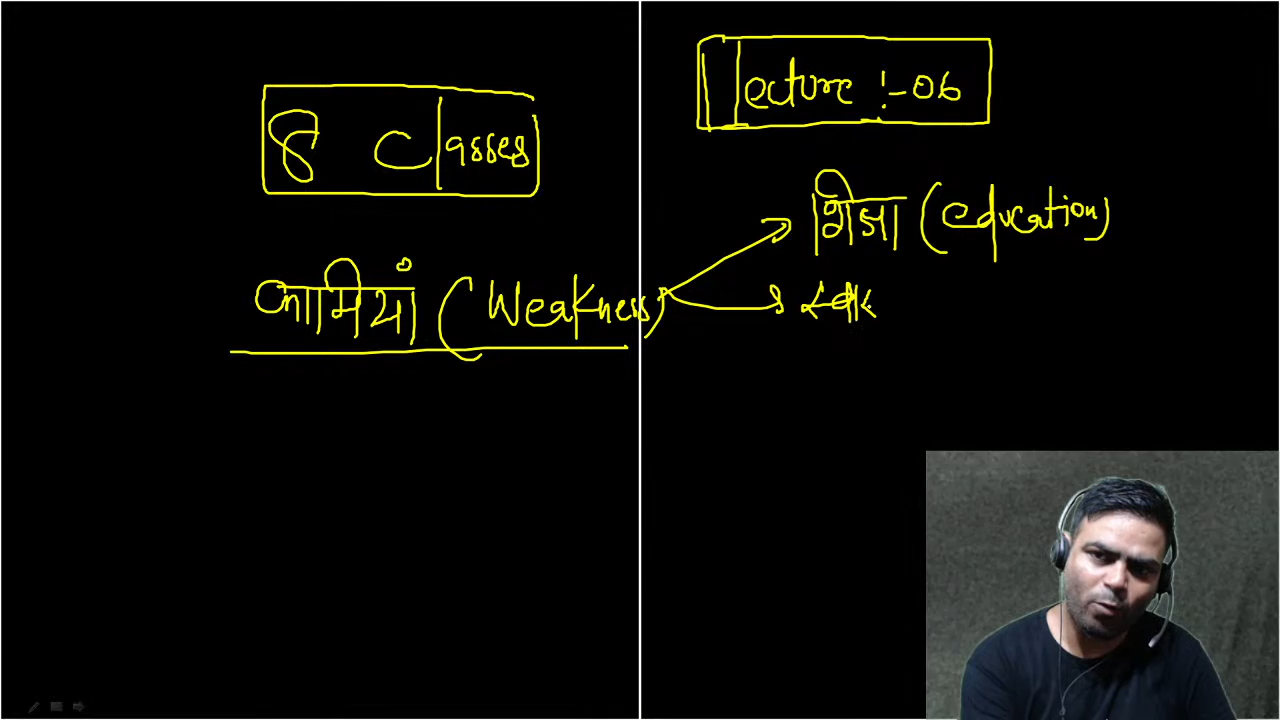 8 Classes
Lecture :- 06
कामियां (Weakness)
शिक्षा (education)